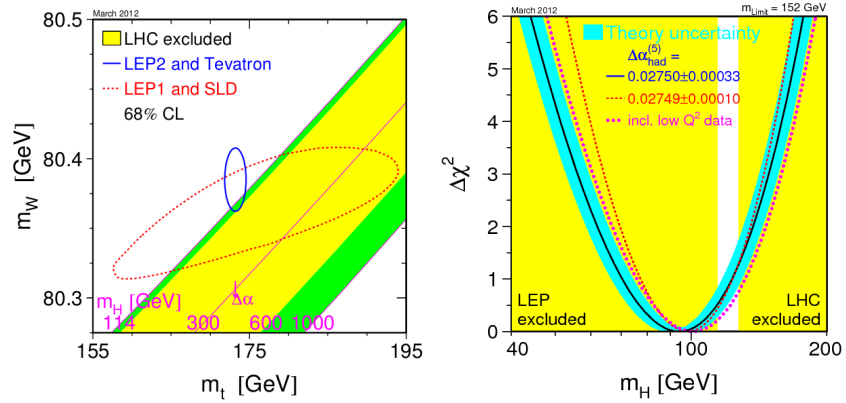 March 2012
80.5
LHC excluded
LEP2 and Tevatron
LEP1 and SLD
68% CL
80.4
m_W [GeV]
80.3
m_H [GeV]
Δα
114 300 600 1000
155 175 195
m_t [GeV]
March 2012
m_Limit = 152 GeV
6
Theory uncertainty
Δα_had^(5) =
5
0.02750±0.00033
0.02749±0.00010
incl. low Q² data
4
Δχ²
3
2
1
LEP excluded
LHC excluded
0
40 100 200
m_H [GeV]